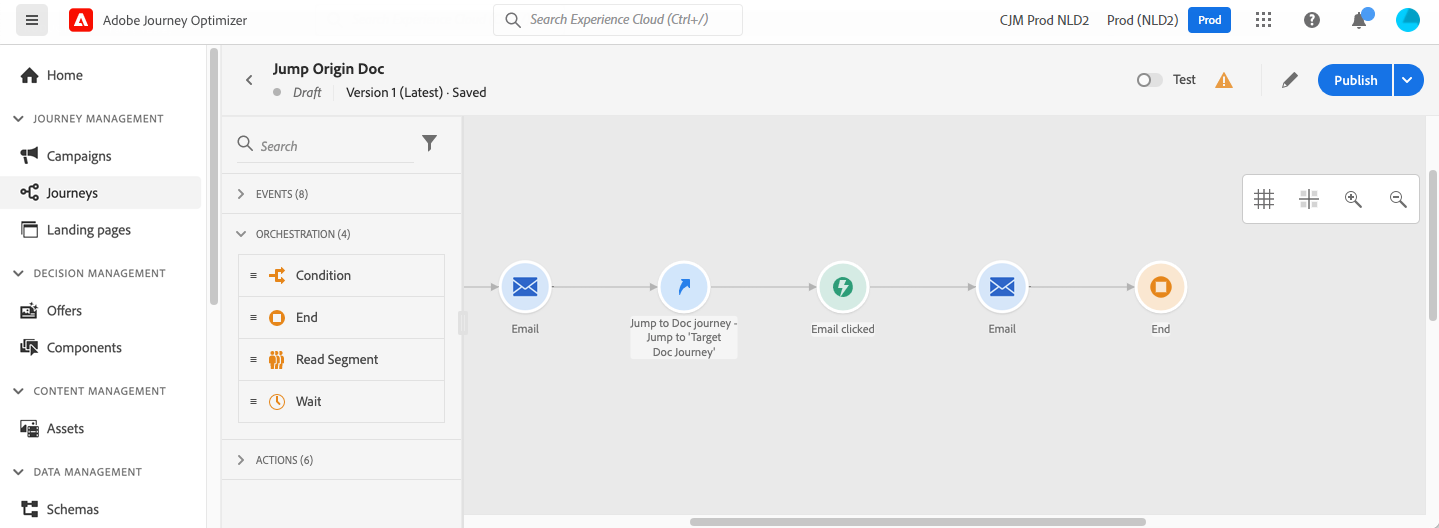 Adobe Journey Optimizer
Search Experience Cloud (Ctrl+/)
CJM Prod NLD2
Prod (NLD2)
Prod
Home
JOURNEY MANAGEMENT
Campaigns
Journeys
Landing pages
DECISION MANAGEMENT
Offers
Components
CONTENT MANAGEMENT
Assets
DATA MANAGEMENT
Schemas
Jump Origin Doc
Draft
Version 1 (Latest) · Saved
Test
Publish
Search
EVENTS (8)
ORCHESTRATION (4)
Condition
End
Read Segment
Wait
ACTIONS (6)
Email
Jump to Doc journey -
Jump to 'Target
Doc Journey'
Email clicked
Email
End